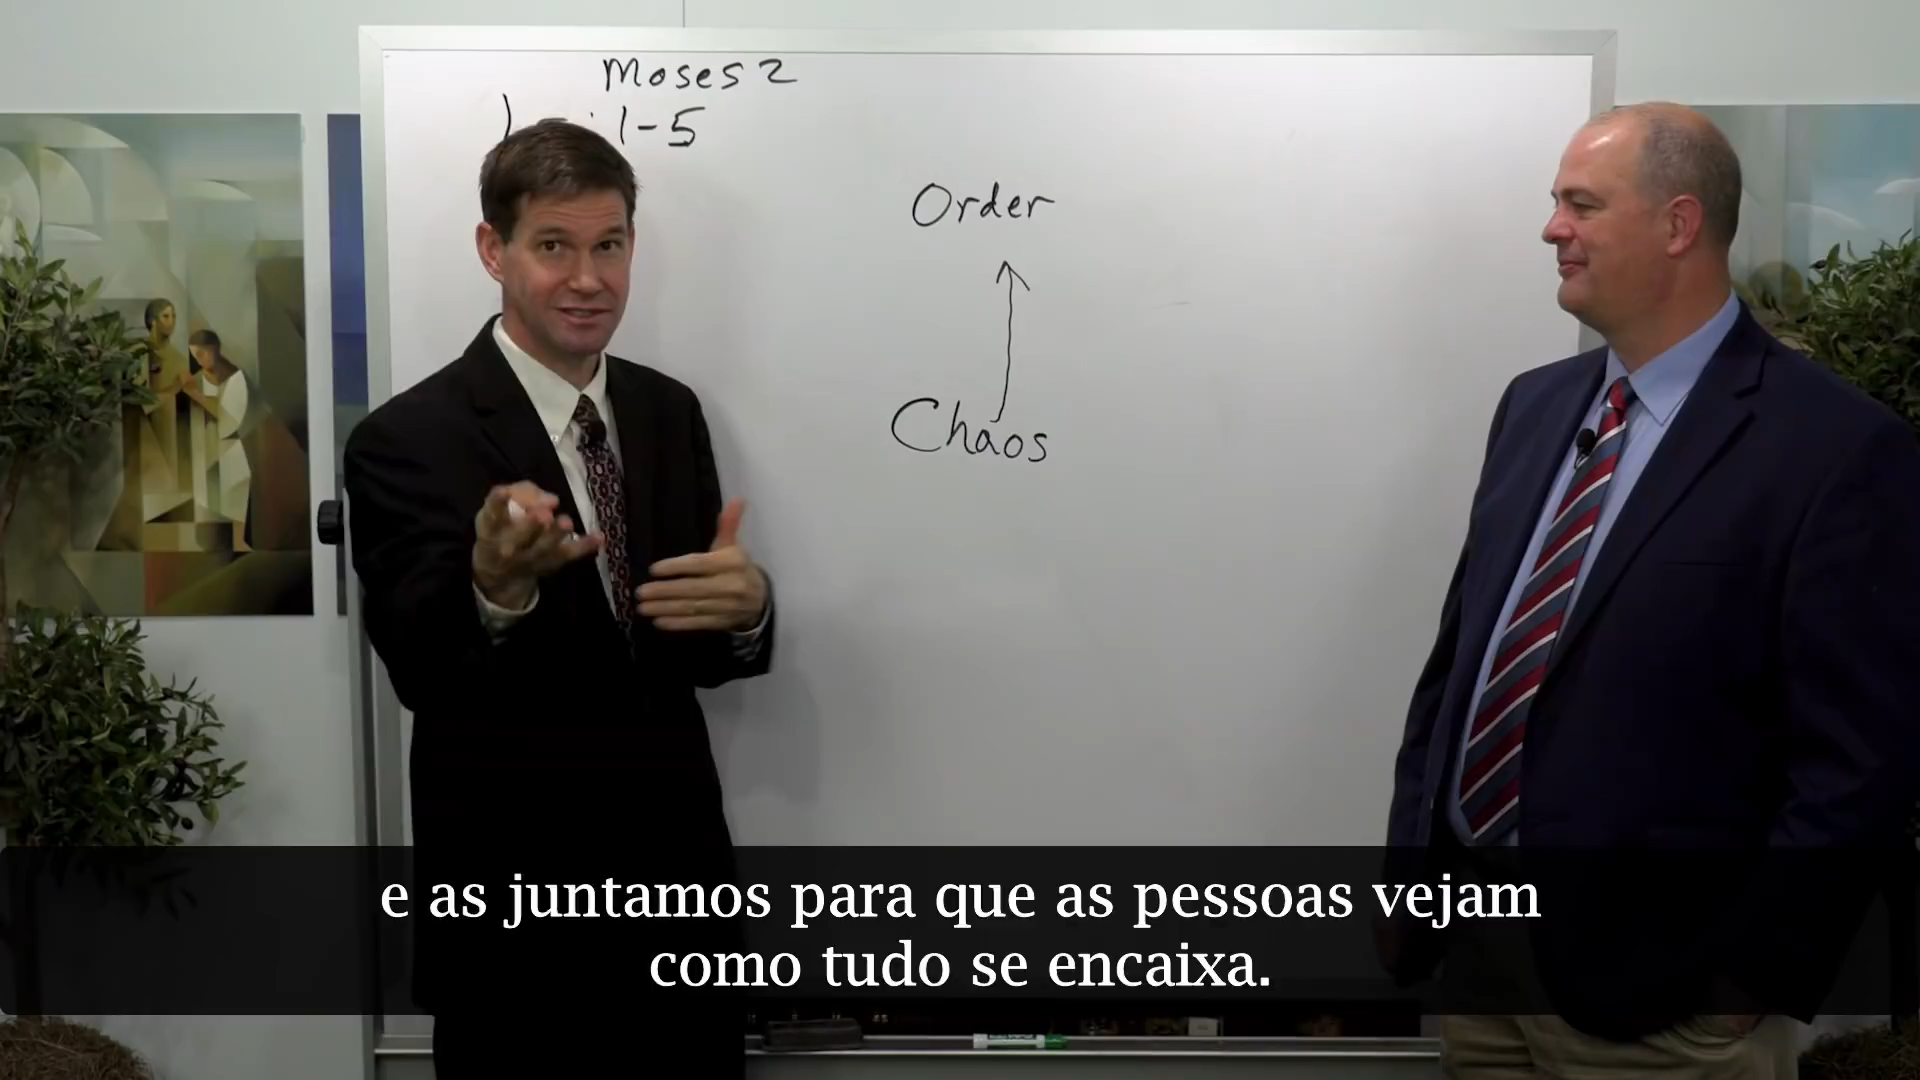 Moses 2
1-5
Order
Chaos
e as juntamos para que as pessoas vejam
como tudo se encaixa.